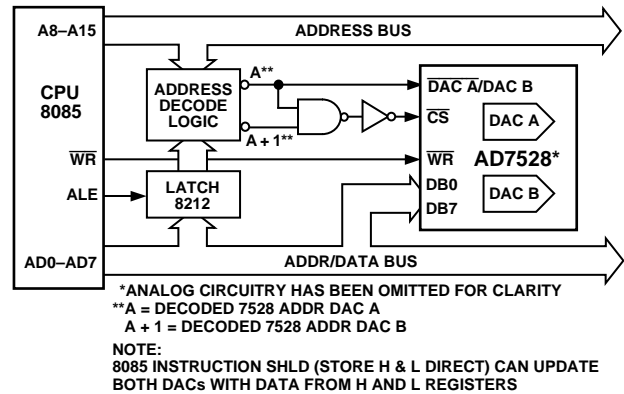 A8–A15
ADDRESS BUS
CPU
8085
ADDRESS
DECODE
LOGIC
A**
A + 1**
DAC A/DAC B
CS
DAC A
WR
WR
AD7528*
ALE
LATCH
8212
DB0
DB7
DAC B
AD0–AD7
ADDR/DATA BUS
*ANALOG CIRCUITRY HAS BEEN OMITTED FOR CLARITY
**A = DECODED 7528 ADDR DAC A
A + 1 = DECODED 7528 ADDR DAC B
NOTE:
8085 INSTRUCTION SHLD (STORE H & L DIRECT) CAN UPDATE
BOTH DACs WITH DATA FROM H AND L REGISTERS